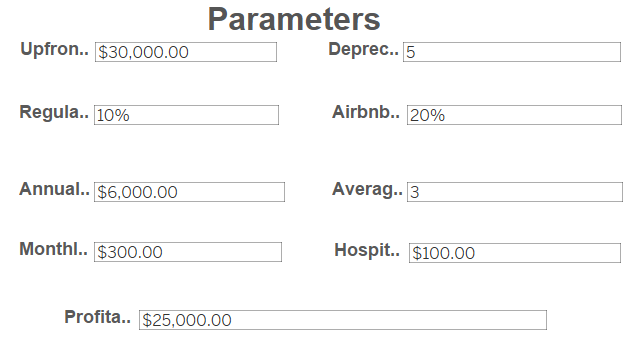 Parameters
Upfron.. $30,000.00 Deprec.. 5
Regula.. 10% Airbnb.. 20%
Annual.. $6,000.00 Averag.. 3
Monthl.. $300.00 Hospit.. $100.00
Profita.. $25,000.00